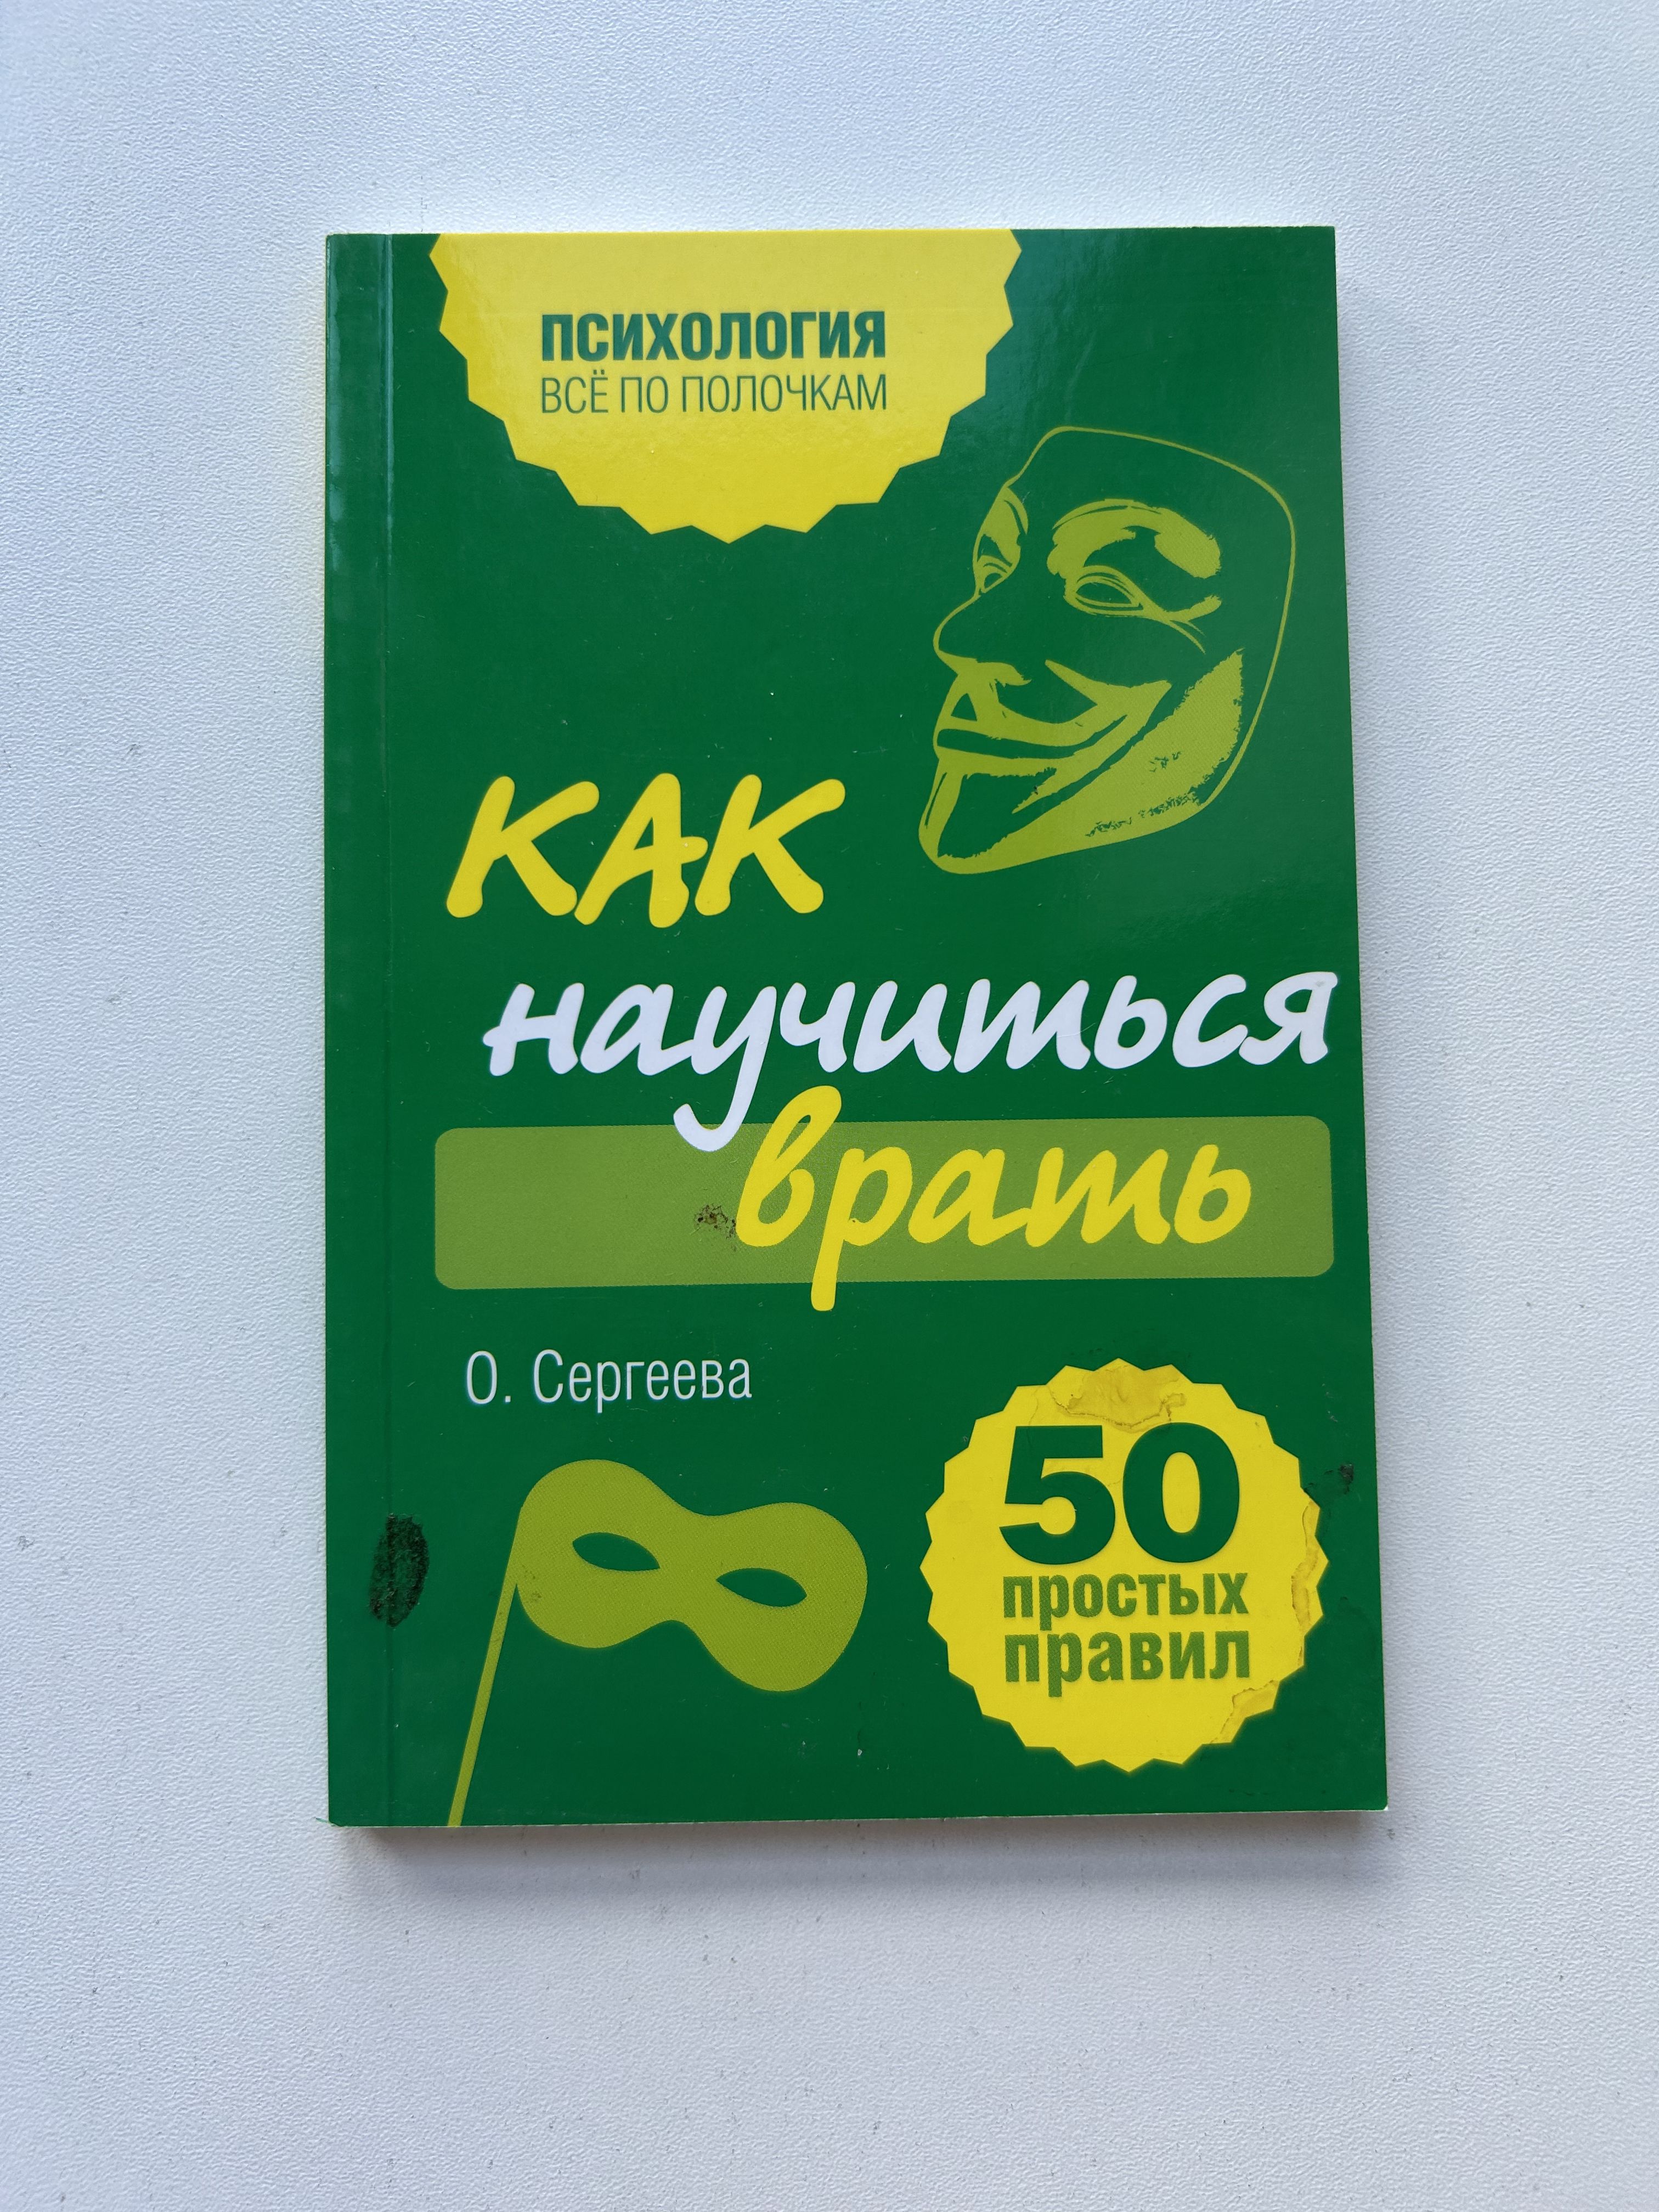 ПСИХОЛОГИЯ
ВСЁ ПО ПОЛОЧКАМ
КАК
научиться
врать
О. Сергеева
50
простых
правил